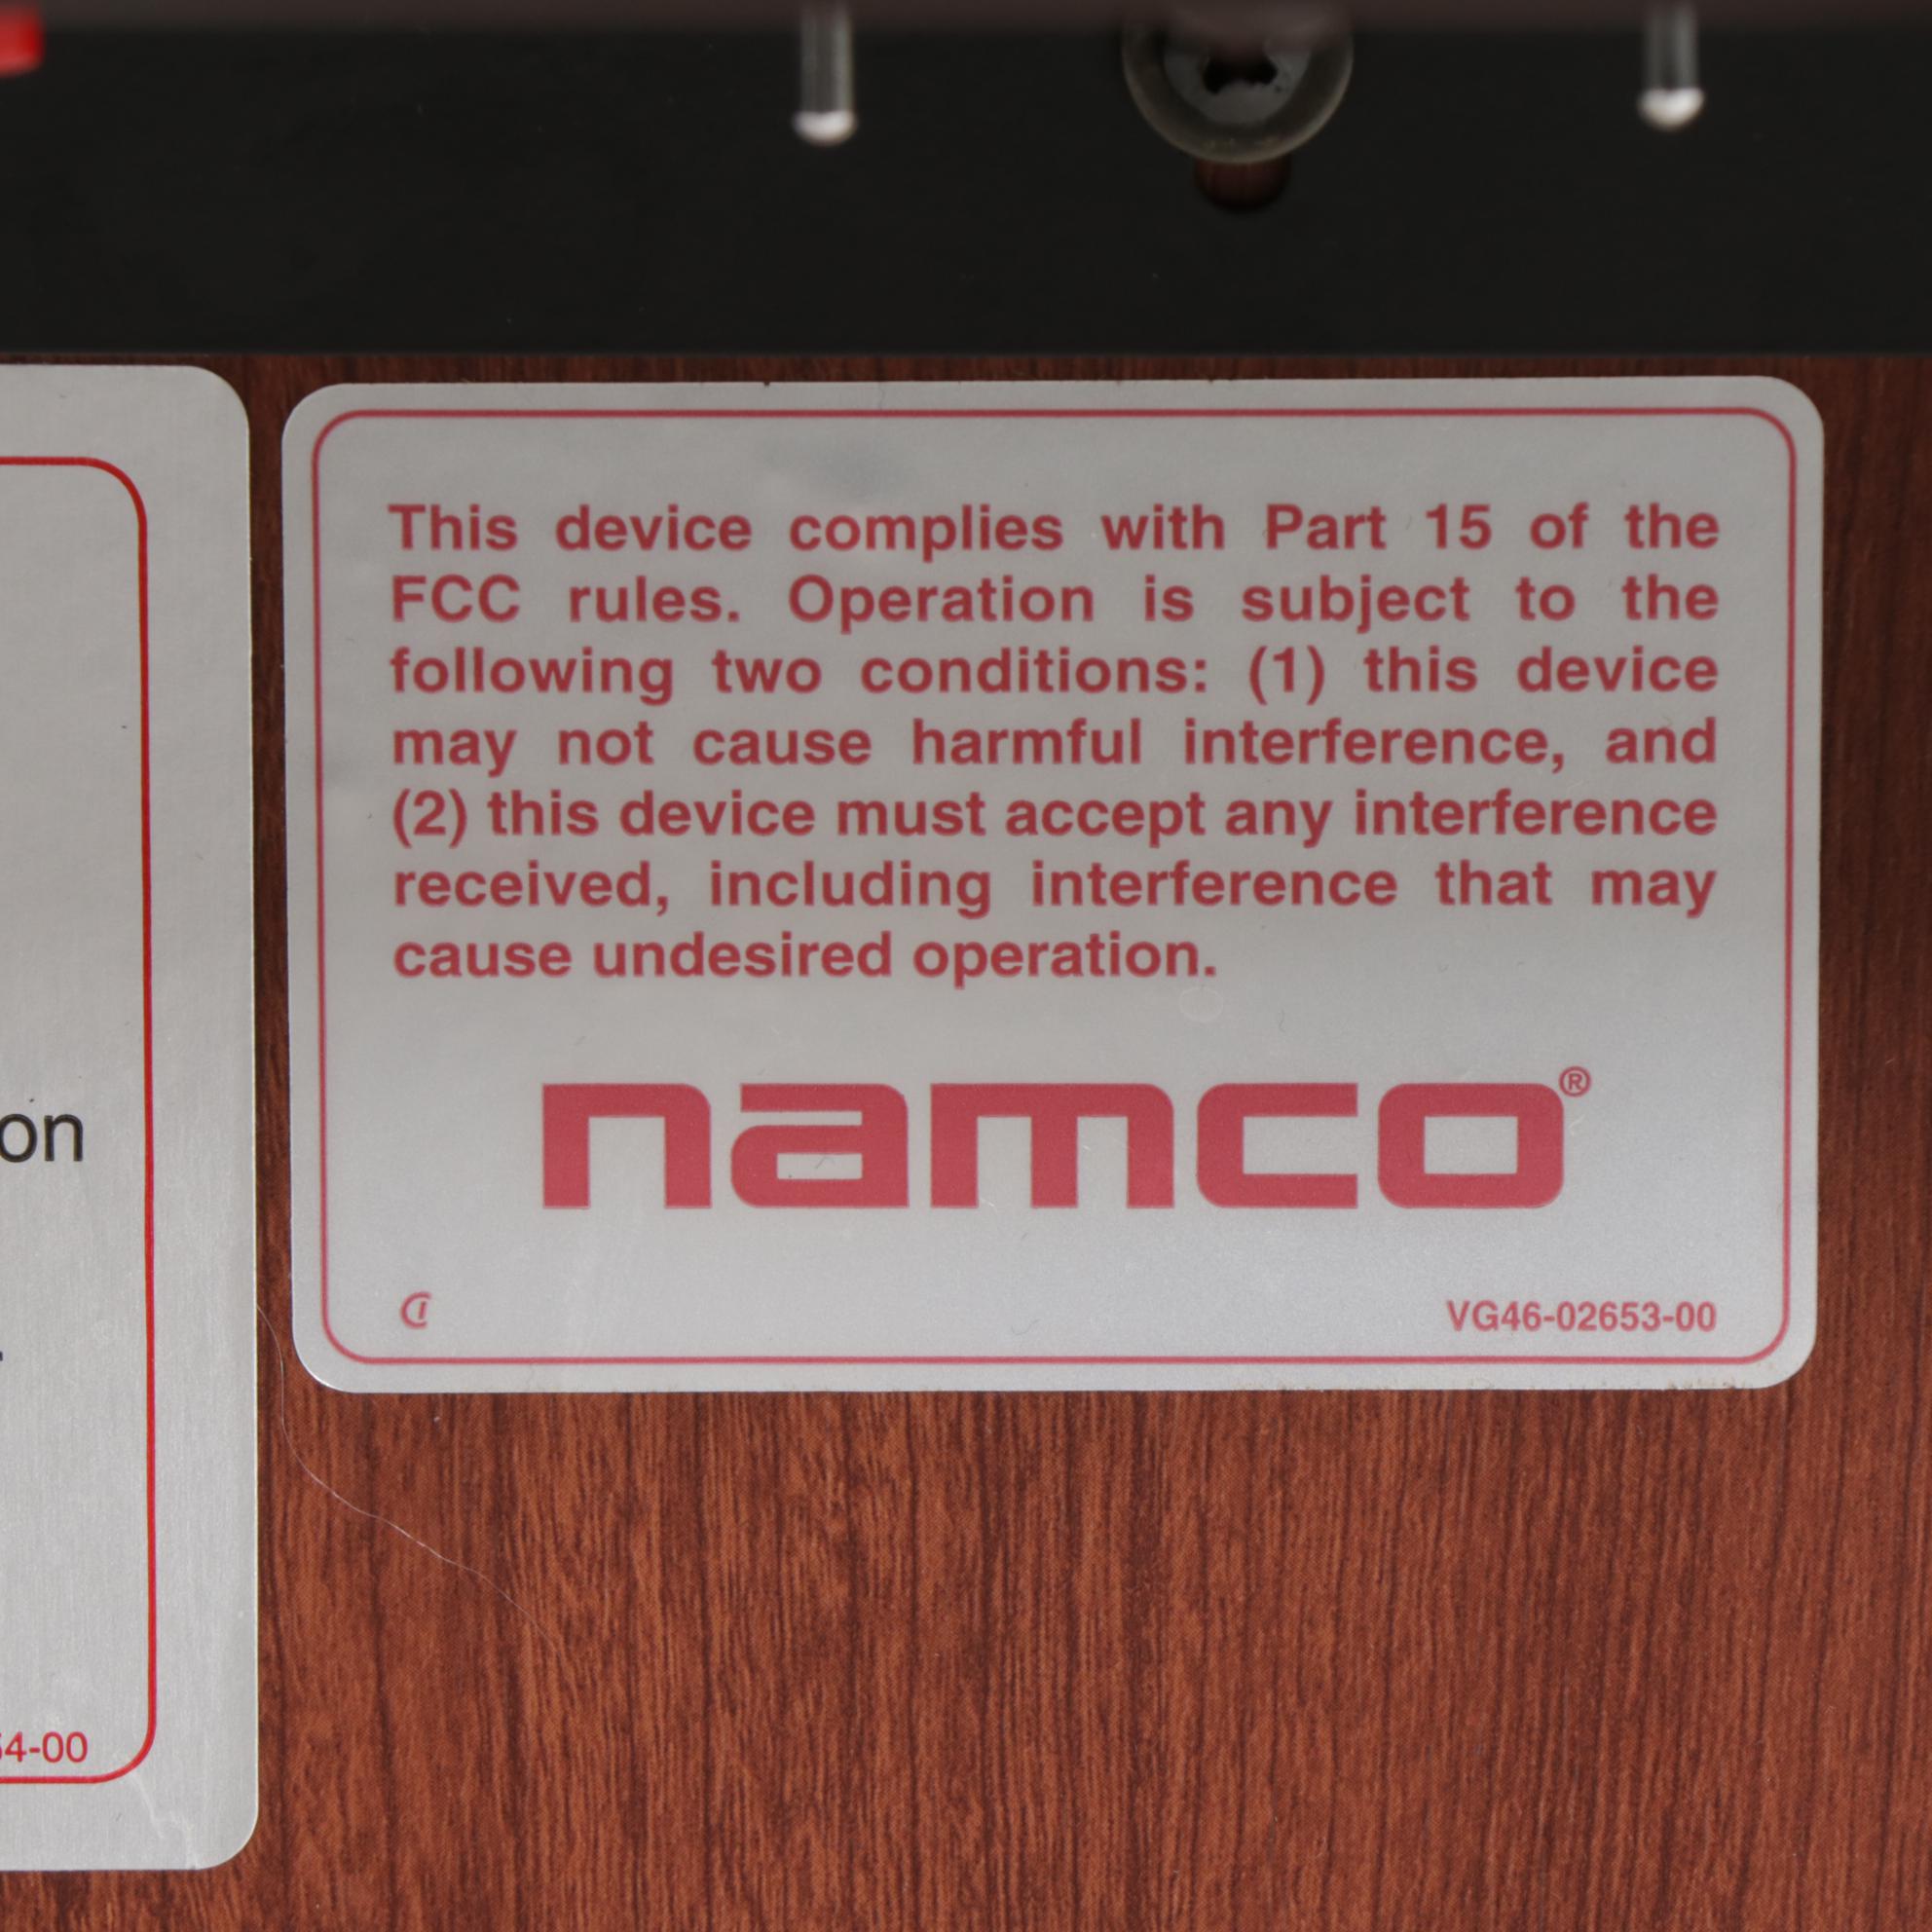 This device complies with Part 15 of the
FCC rules. Operation is subject to the
following two conditions: (1) this device
may not cause harmful interference, and
(2) this device must accept any interference
received, including interference that may
cause undesired operation.
namco®
VG46-02653-00
on
54-00